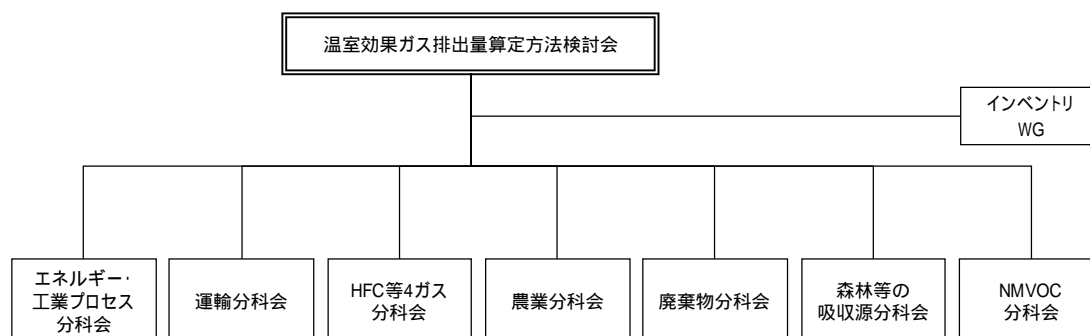 温室効果ガス排出量算定方法検討会
インベントリ
WG
エネルギー・
工業プロセス
分科会
運輸分科会
HFC等4ガス
分科会
農業分科会
廃棄物分科会
森林等の
吸収源分科会
NMVOC
分科会